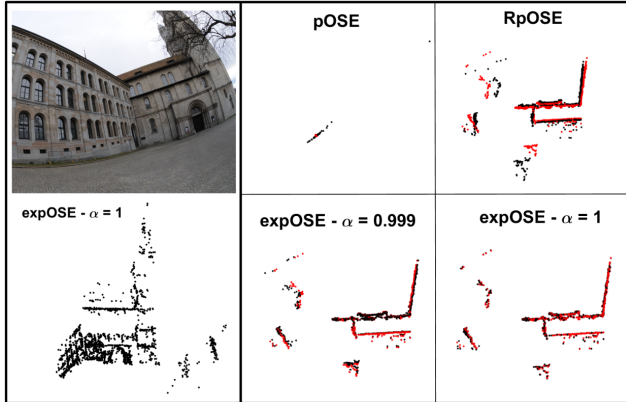 pOSE
RpOSE
expOSE - α = 1
expOSE - α = 0.999
expOSE - α = 1